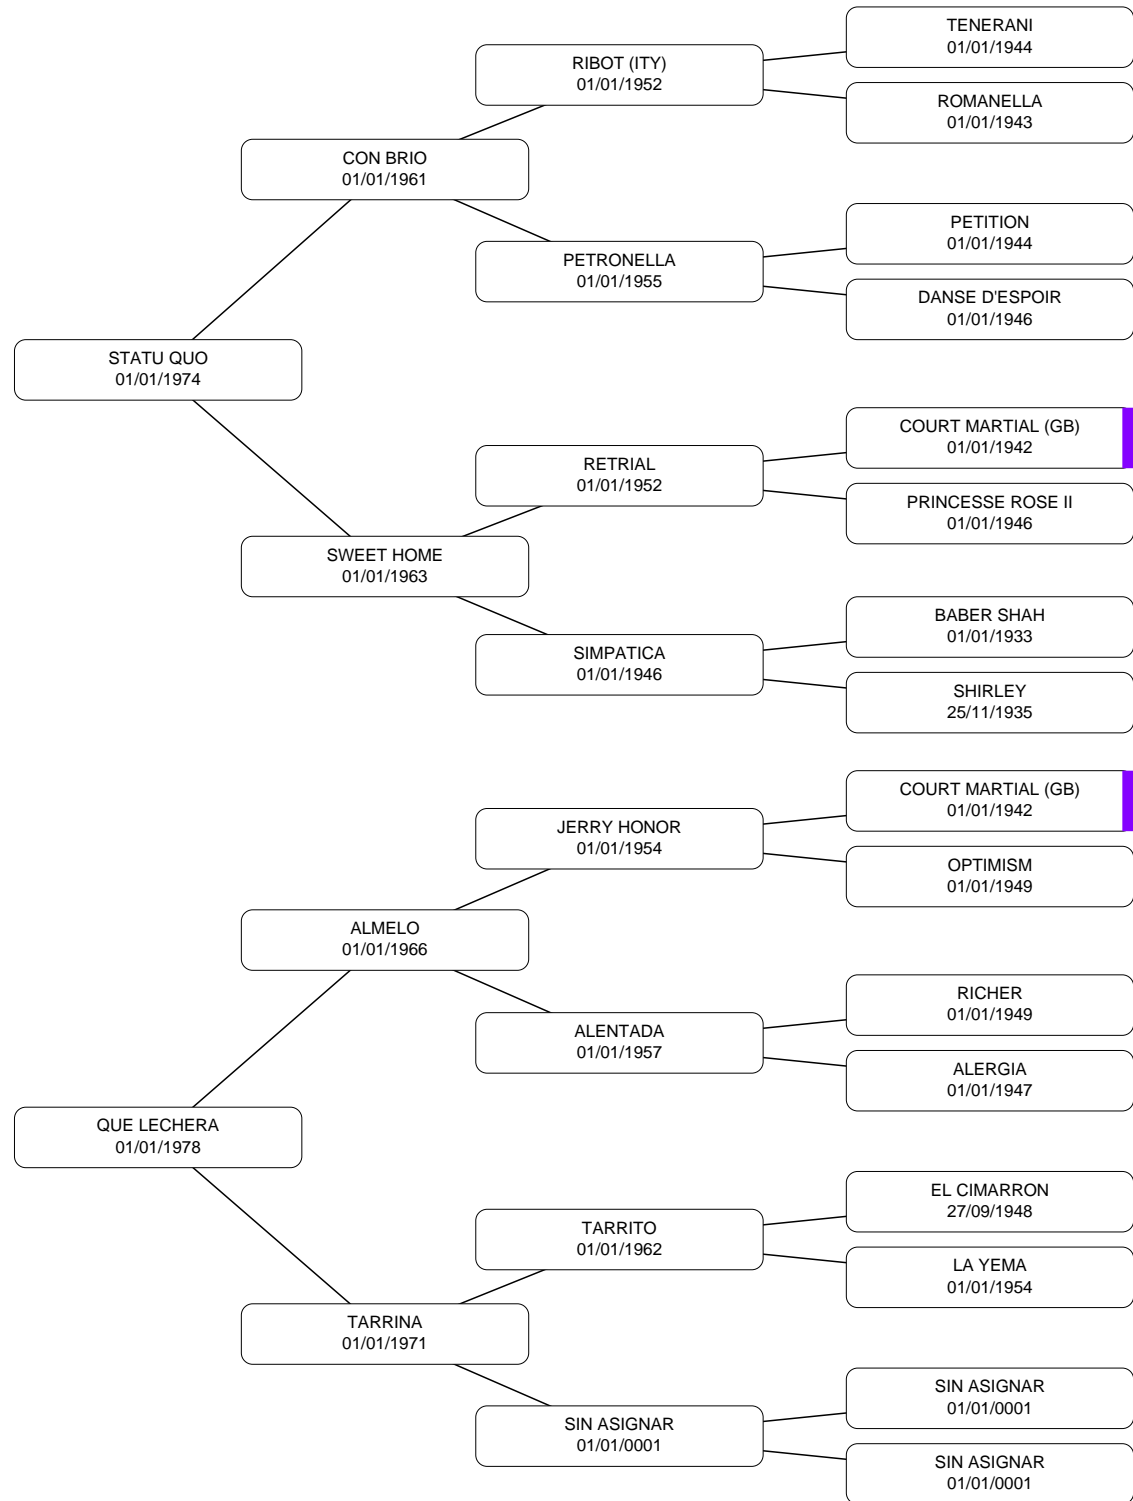 TENERANI
01/01/1944
RIBOT (ITY)
01/01/1952
ROMANELLA
01/01/1943
CON BRIO
01/01/1961
PETITION
01/01/1944
PETRONELLA
01/01/1955
DANSE D'ESPOIR
01/01/1946
STATU QUO
01/01/1974
COURT MARTIAL (GB)
01/01/1942
RETRIAL
01/01/1952
PRINCESSE ROSE II
01/01/1946
SWEET HOME
01/01/1963
BABER SHAH
01/01/1933
SIMPATICA
01/01/1946
SHIRLEY
25/11/1935
COURT MARTIAL (GB)
01/01/1942
JERRY HONOR
01/01/1954
OPTIMISM
01/01/1949
ALMELO
01/01/1966
RICHER
01/01/1949
ALENTADA
01/01/1957
ALERGIA
01/01/1947
QUE LECHERA
01/01/1978
EL CIMARRON
27/09/1948
TARRITO
01/01/1962
LA YEMA
01/01/1954
TARRINA
01/01/1971
SIN ASIGNAR
01/01/0001
SIN ASIGNAR
01/01/0001
SIN ASIGNAR
01/01/0001